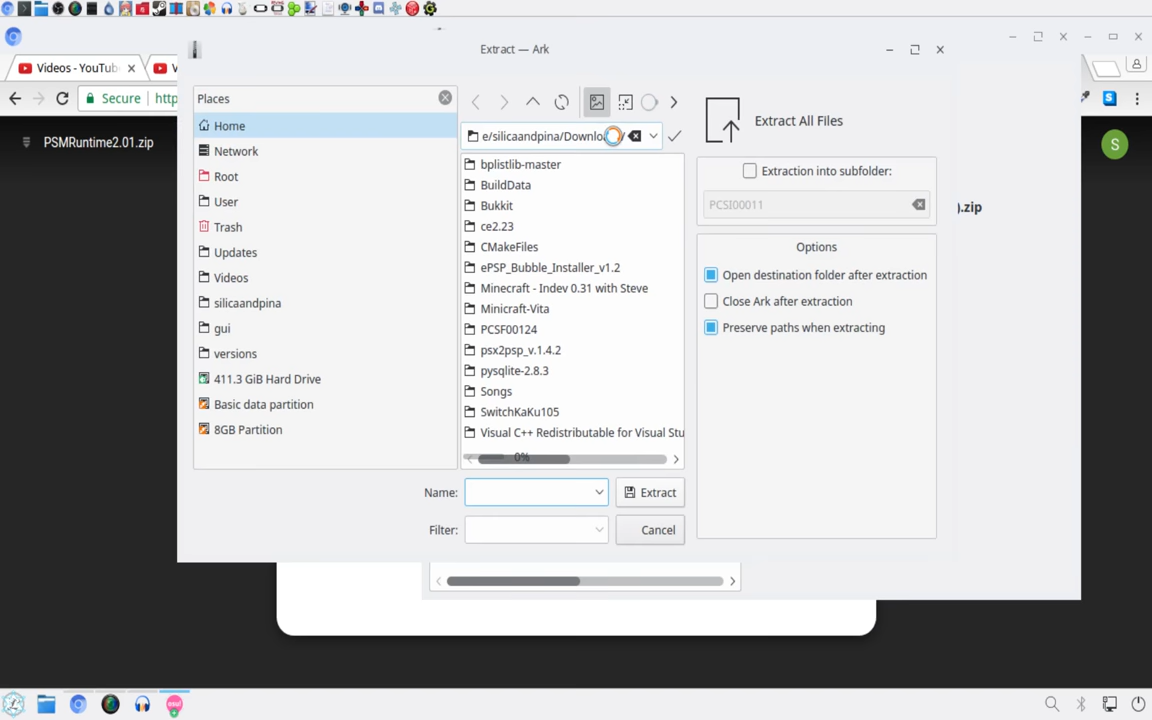 Extract — Ark
Videos - YouTub
V
Secure
http
PSMRuntime2.01.zip
S
).zip
Places
Home
Network
Root
User
Trash
Updates
Videos
silicaandpina
gui
versions
411.3 GiB Hard Drive
Basic data partition
8GB Partition
e/silicaandpina/Downlo
bplistlib-master
BuildData
Bukkit
ce2.23
CMakeFiles
ePSP_Bubble_Installer_v1.2
Minecraft - Indev 0.31 with Steve
Minicraft-Vita
PCSF00124
psx2psp_v.1.4.2
pysqlite-2.8.3
Songs
SwitchKaKu105
Visual C++ Redistributable for Visual Stu
0%
Name:
Extract
Filter:
Cancel
Extract All Files
Extraction into subfolder:
PCSI00011
Options
Open destination folder after extraction
Close Ark after extraction
Preserve paths when extracting
osu!